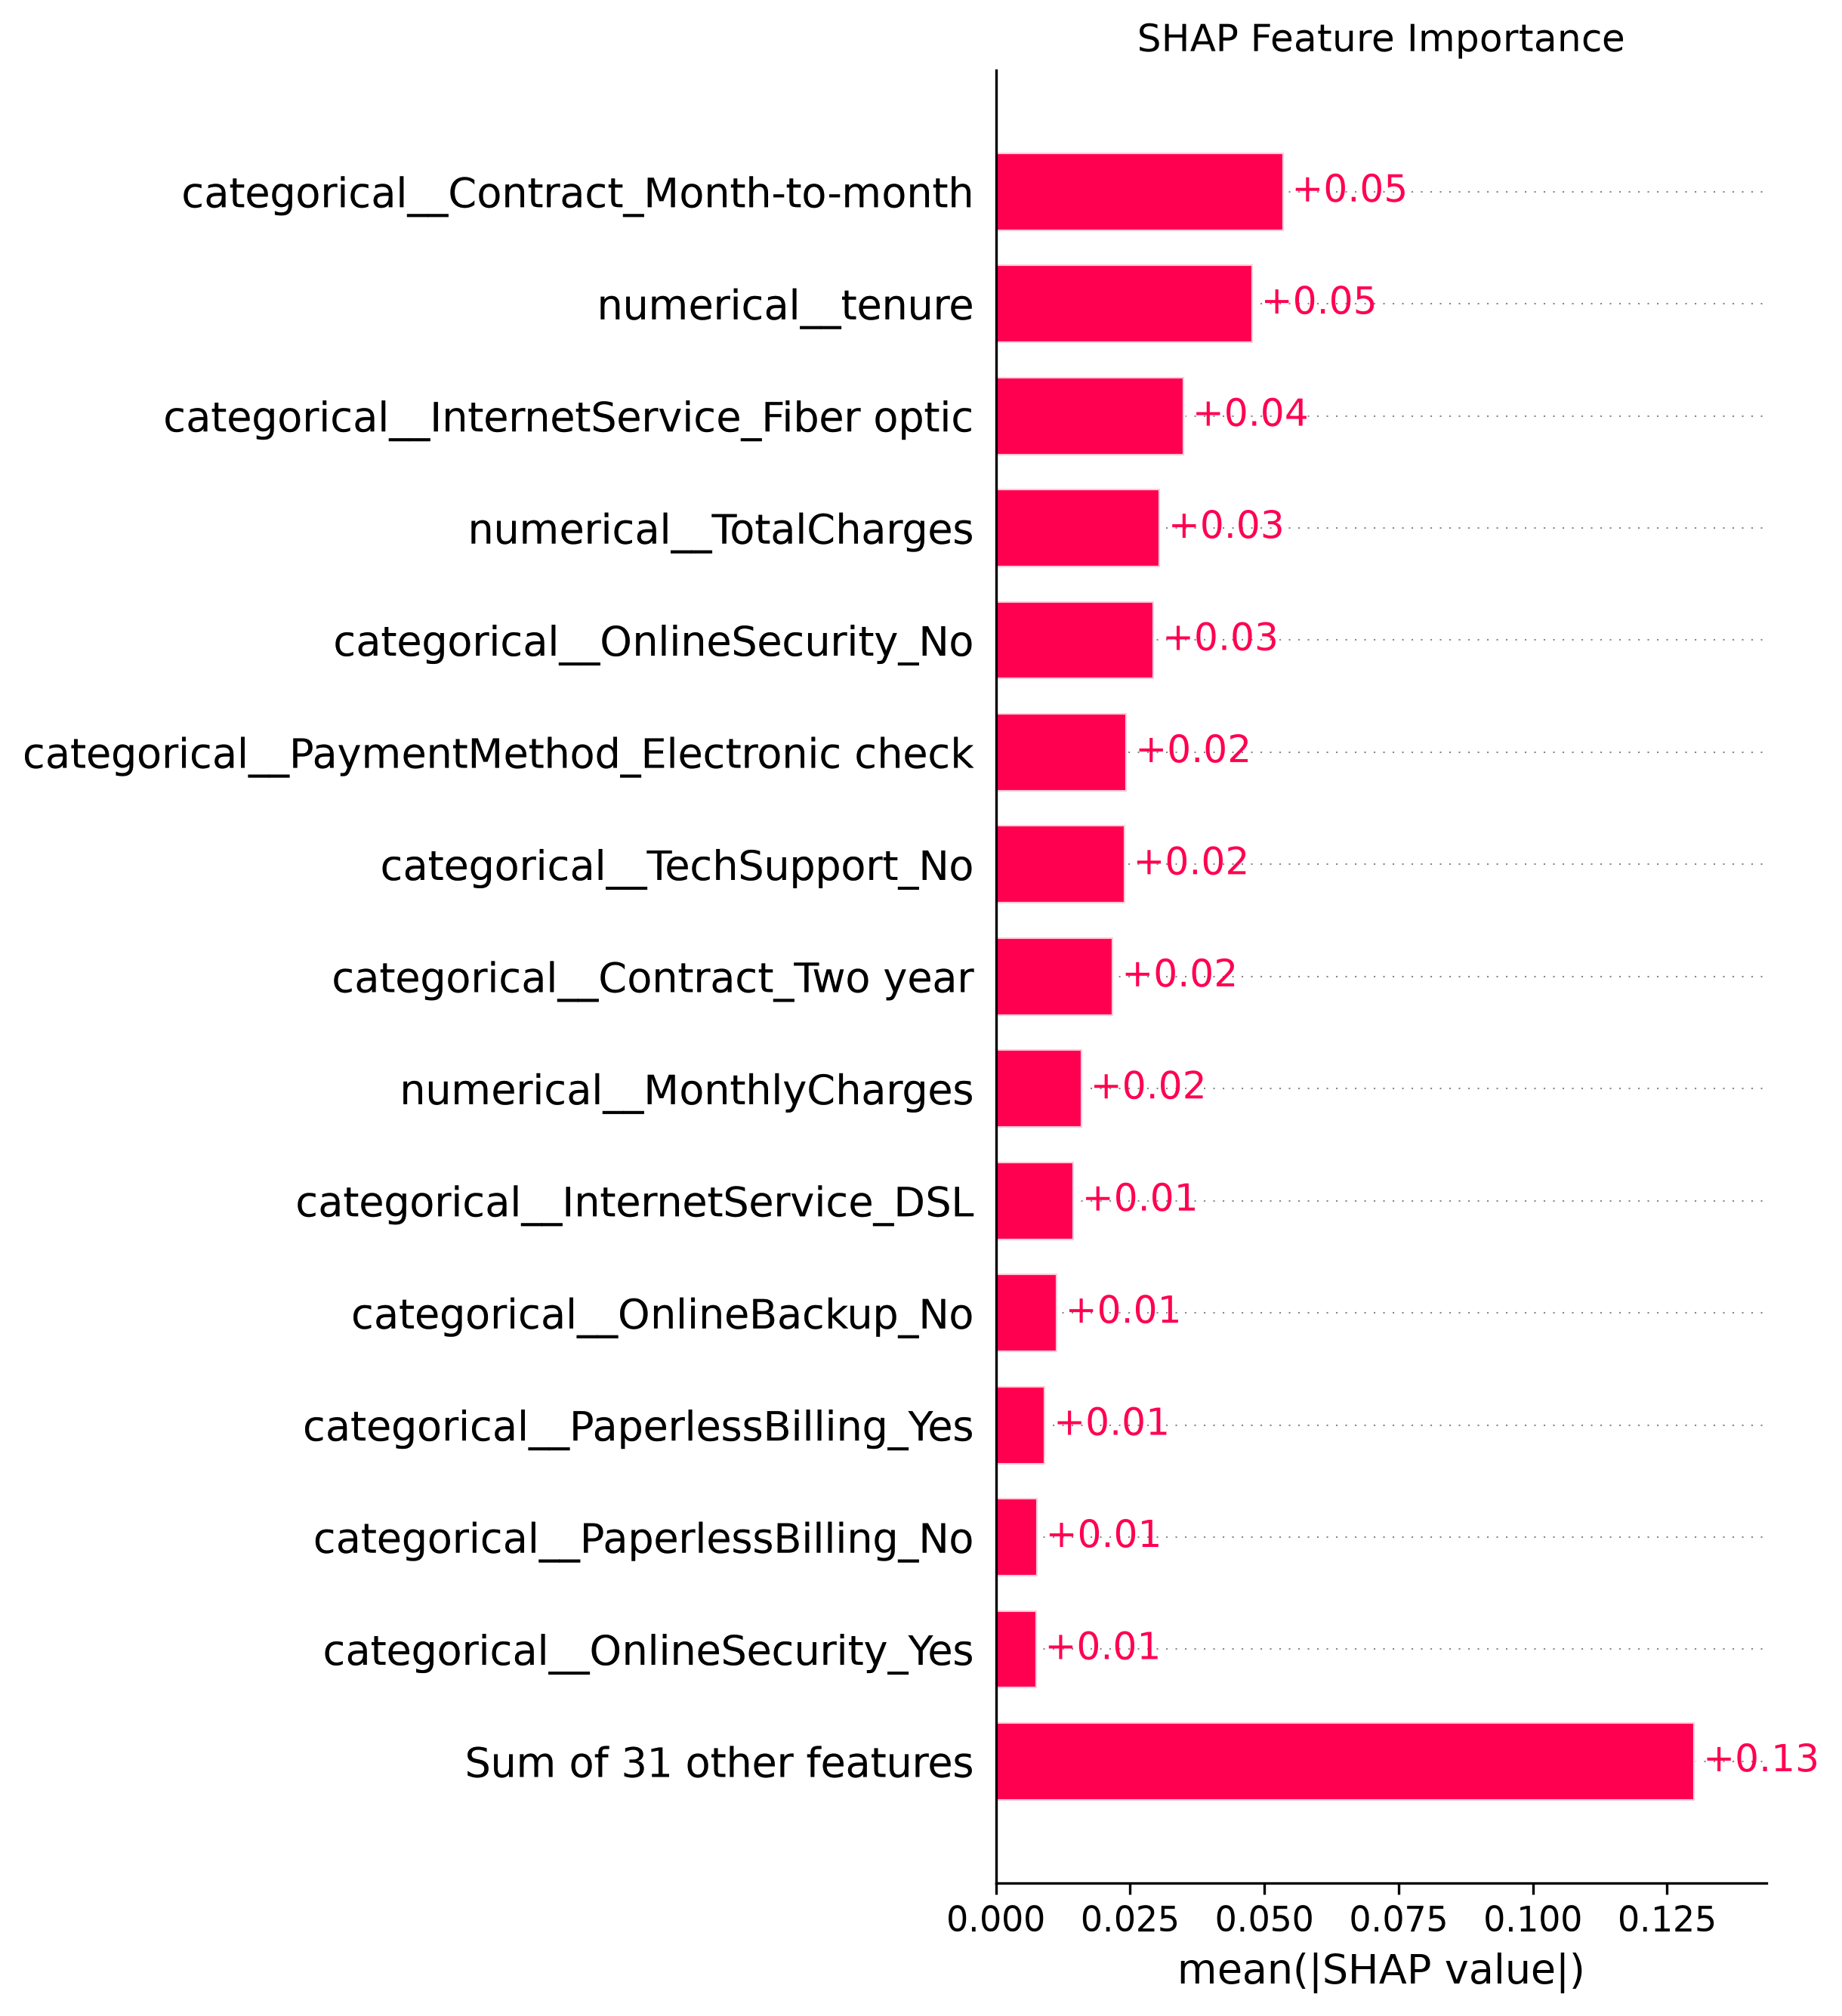 SHAP Feature Importance
categorical__Contract_Month-to-month +0.05
numerical__tenure +0.05
categorical__InternetService_Fiber optic +0.04
numerical__TotalCharges +0.03
categorical__OnlineSecurity_No +0.03
categorical__PaymentMethod_Electronic check +0.02
categorical__TechSupport_No +0.02
categorical__Contract_Two year +0.02
numerical__MonthlyCharges +0.02
categorical__InternetService_DSL +0.01
categorical__OnlineBackup_No +0.01
categorical__PaperlessBilling_Yes +0.01
categorical__PaperlessBilling_No +0.01
categorical__OnlineSecurity_Yes +0.01
Sum of 31 other features +0.13
0.000 0.025 0.050 0.075 0.100 0.125
mean(|SHAP value|)